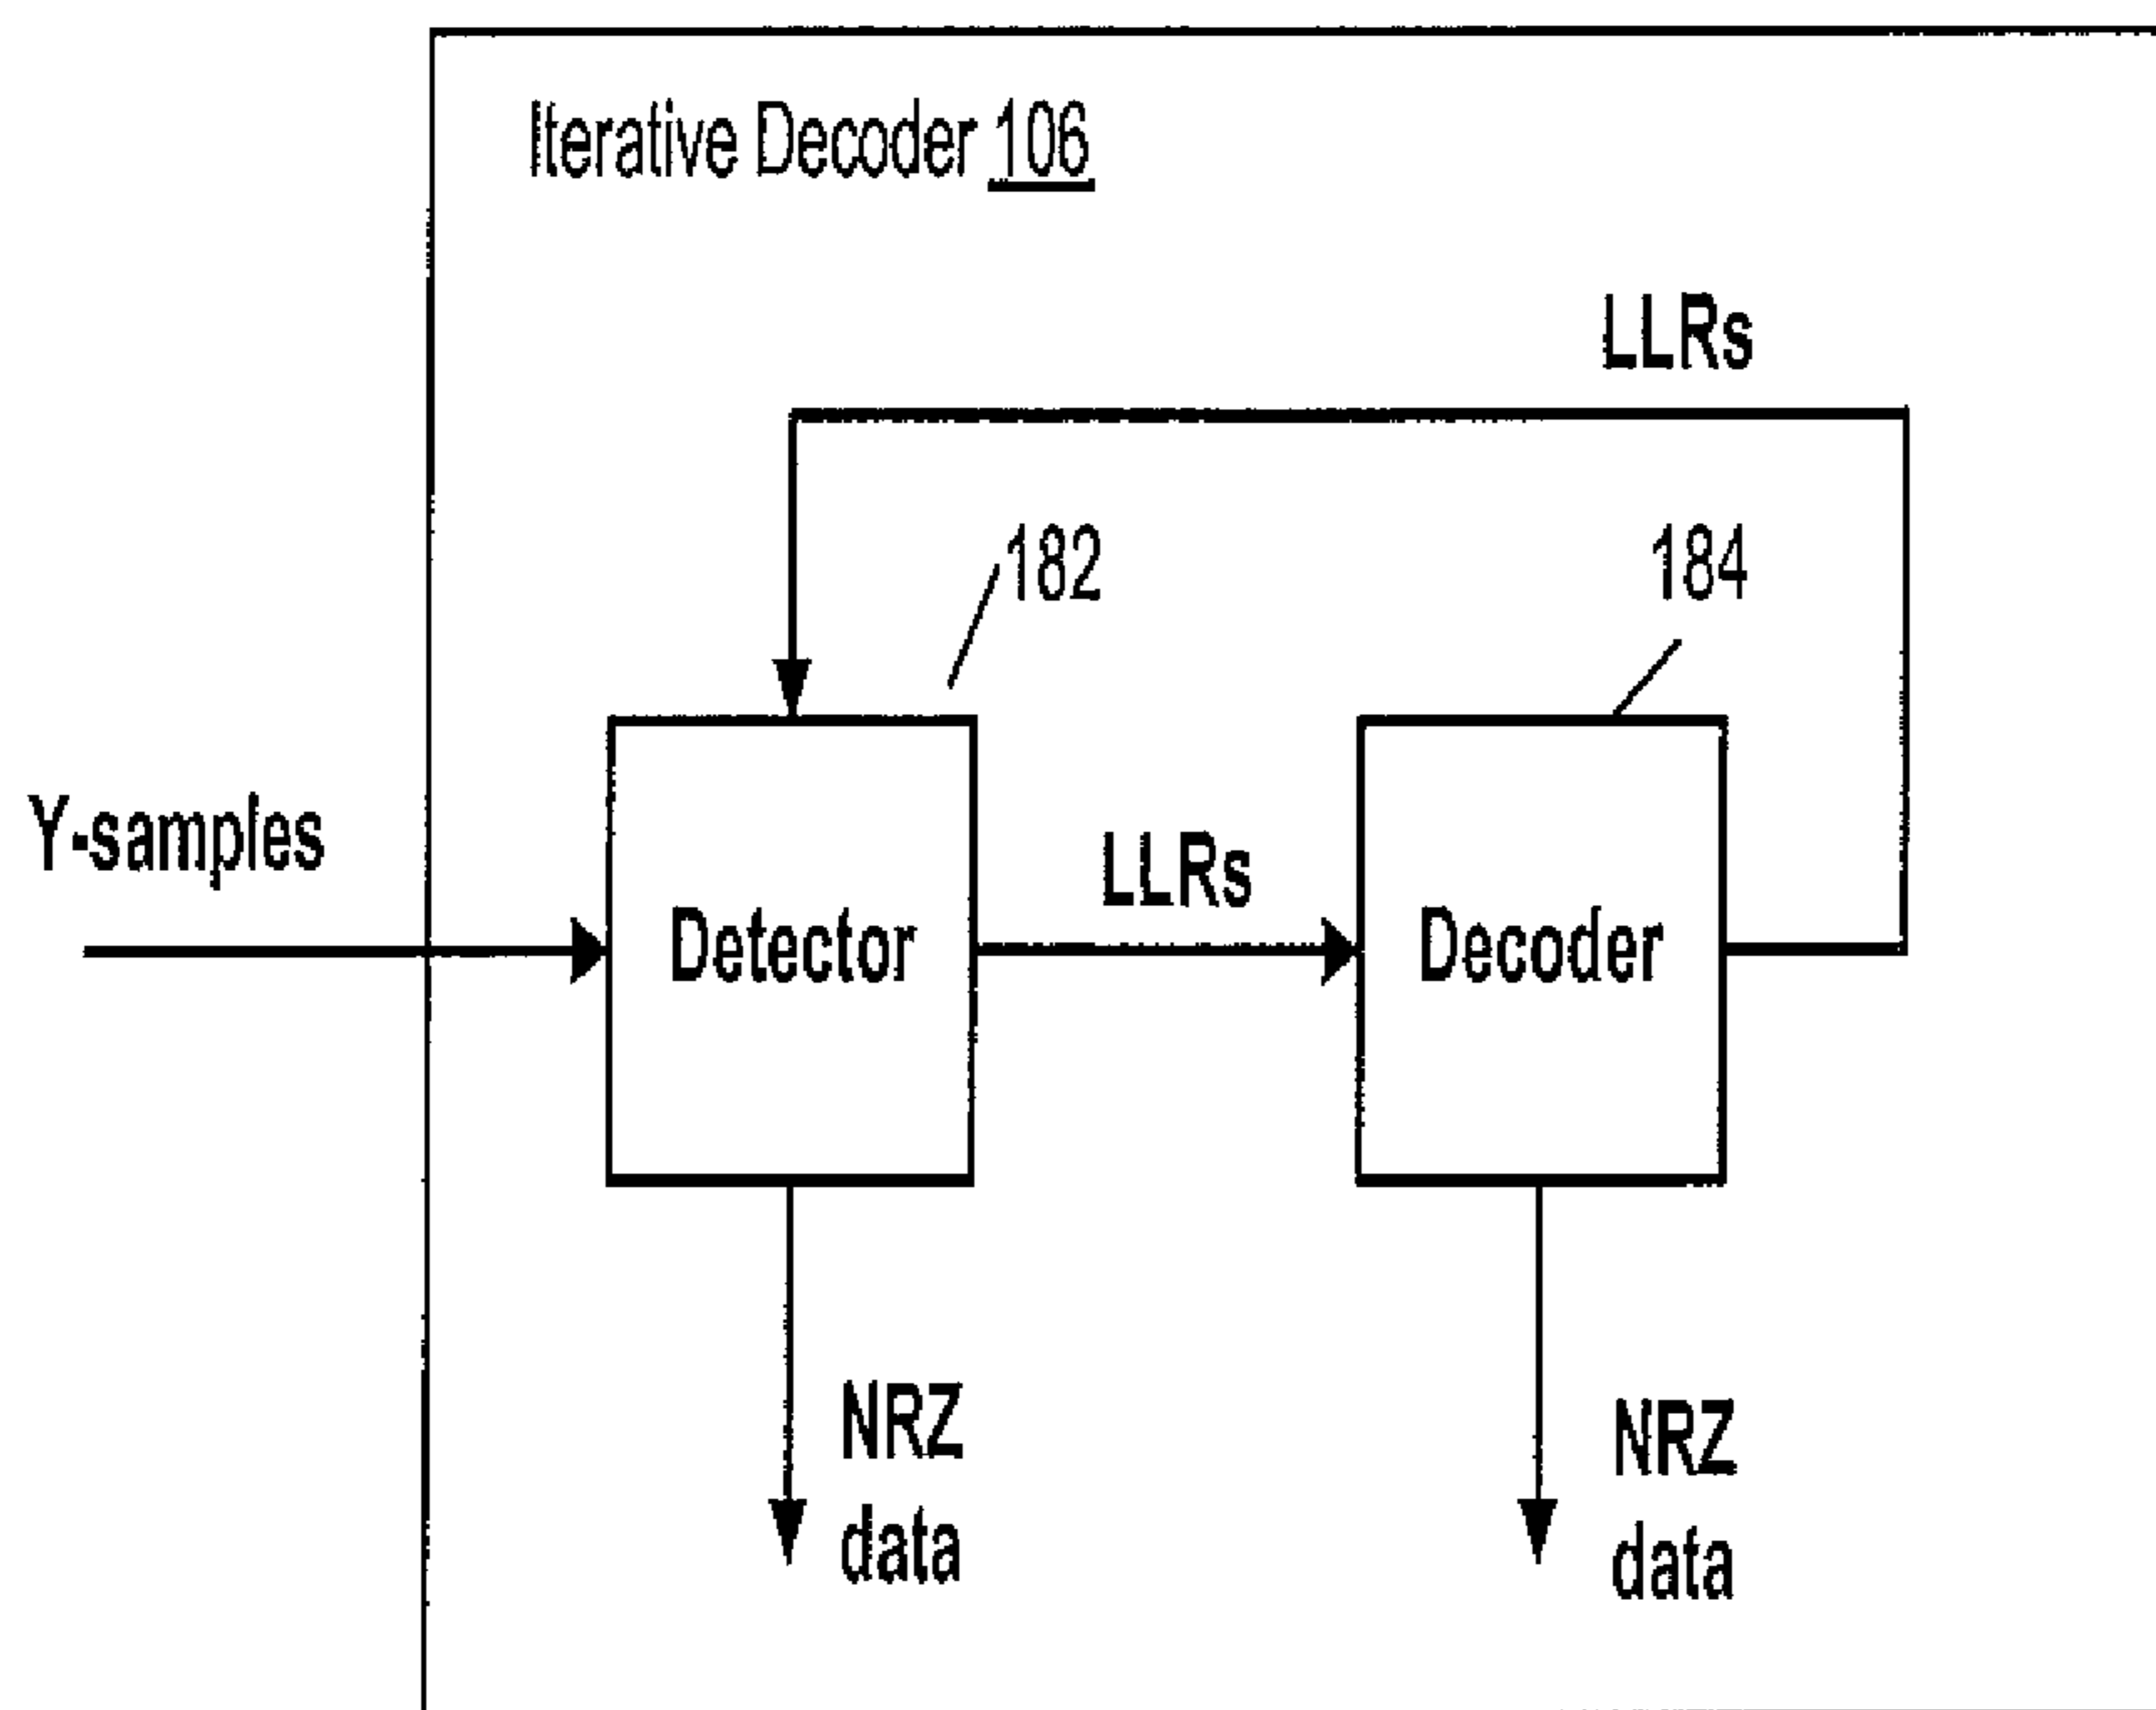 Iterative Decoder 106
LLRs
182
184
Y-samples
LLRs
Detector
Decoder
NRZ
data
NRZ
data